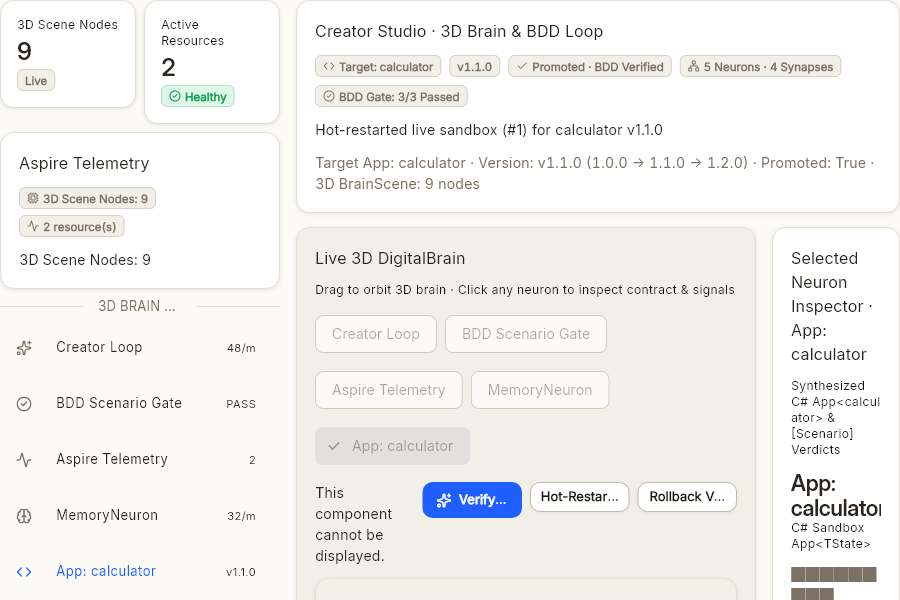 3D Scene Nodes
9
Live
Active
Resources
2
Healthy
Aspire Telemetry
3D Scene Nodes: 9
2 resource(s)
3D Scene Nodes: 9
3D BRAIN ...
Creator Loop 48/m
BDD Scenario Gate PASS
Aspire Telemetry 2
MemoryNeuron 32/m
App: calculator v1.1.0
Creator Studio · 3D Brain & BDD Loop
Target: calculator v1.1.0 Promoted · BDD Verified 5 Neurons · 4 Synapses
BDD Gate: 3/3 Passed
Hot-restarted live sandbox (#1) for calculator v1.1.0
Target App: calculator · Version: v1.1.0 (1.0.0 → 1.1.0 → 1.2.0) · Promoted: True ·
3D BrainScene: 9 nodes
Live 3D DigitalBrain
Drag to orbit 3D brain · Click any neuron to inspect contract & signals
Creator Loop BDD Scenario Gate
Aspire Telemetry MemoryNeuron
App: calculator
This
component
cannot be
displayed.
Verify... Hot-Restar... Rollback V...
Selected
Neuron
Inspector ·
App:
calculator
Synthesized
C# App<calcul
ator> &
[Scenario]
Verdicts
App:
calculator
C# Sandbox
App<TState>